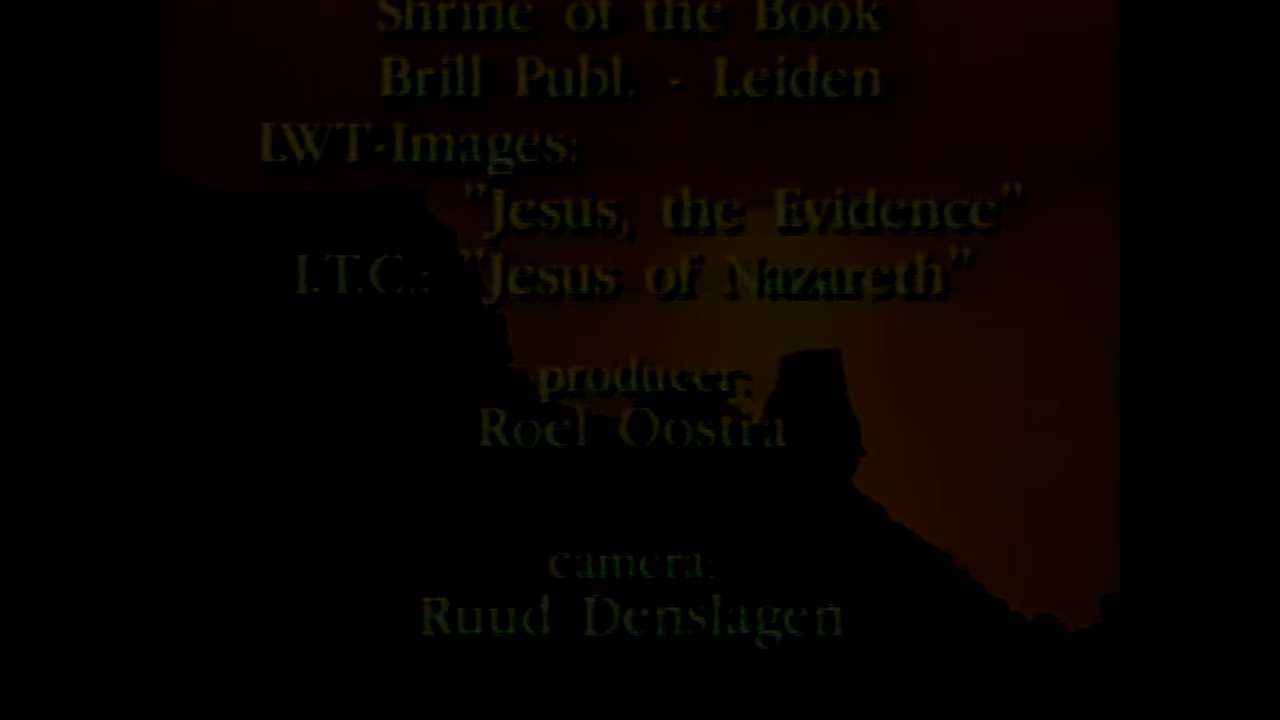 Shrine of the Book
Brill Publ. - Leiden
LWT-Images:
"Jesus, the Evidence"
I.T.C.: "Jesus of Nazareth"
producer:
Roel Oostra
camera:
Ruud Denslagen